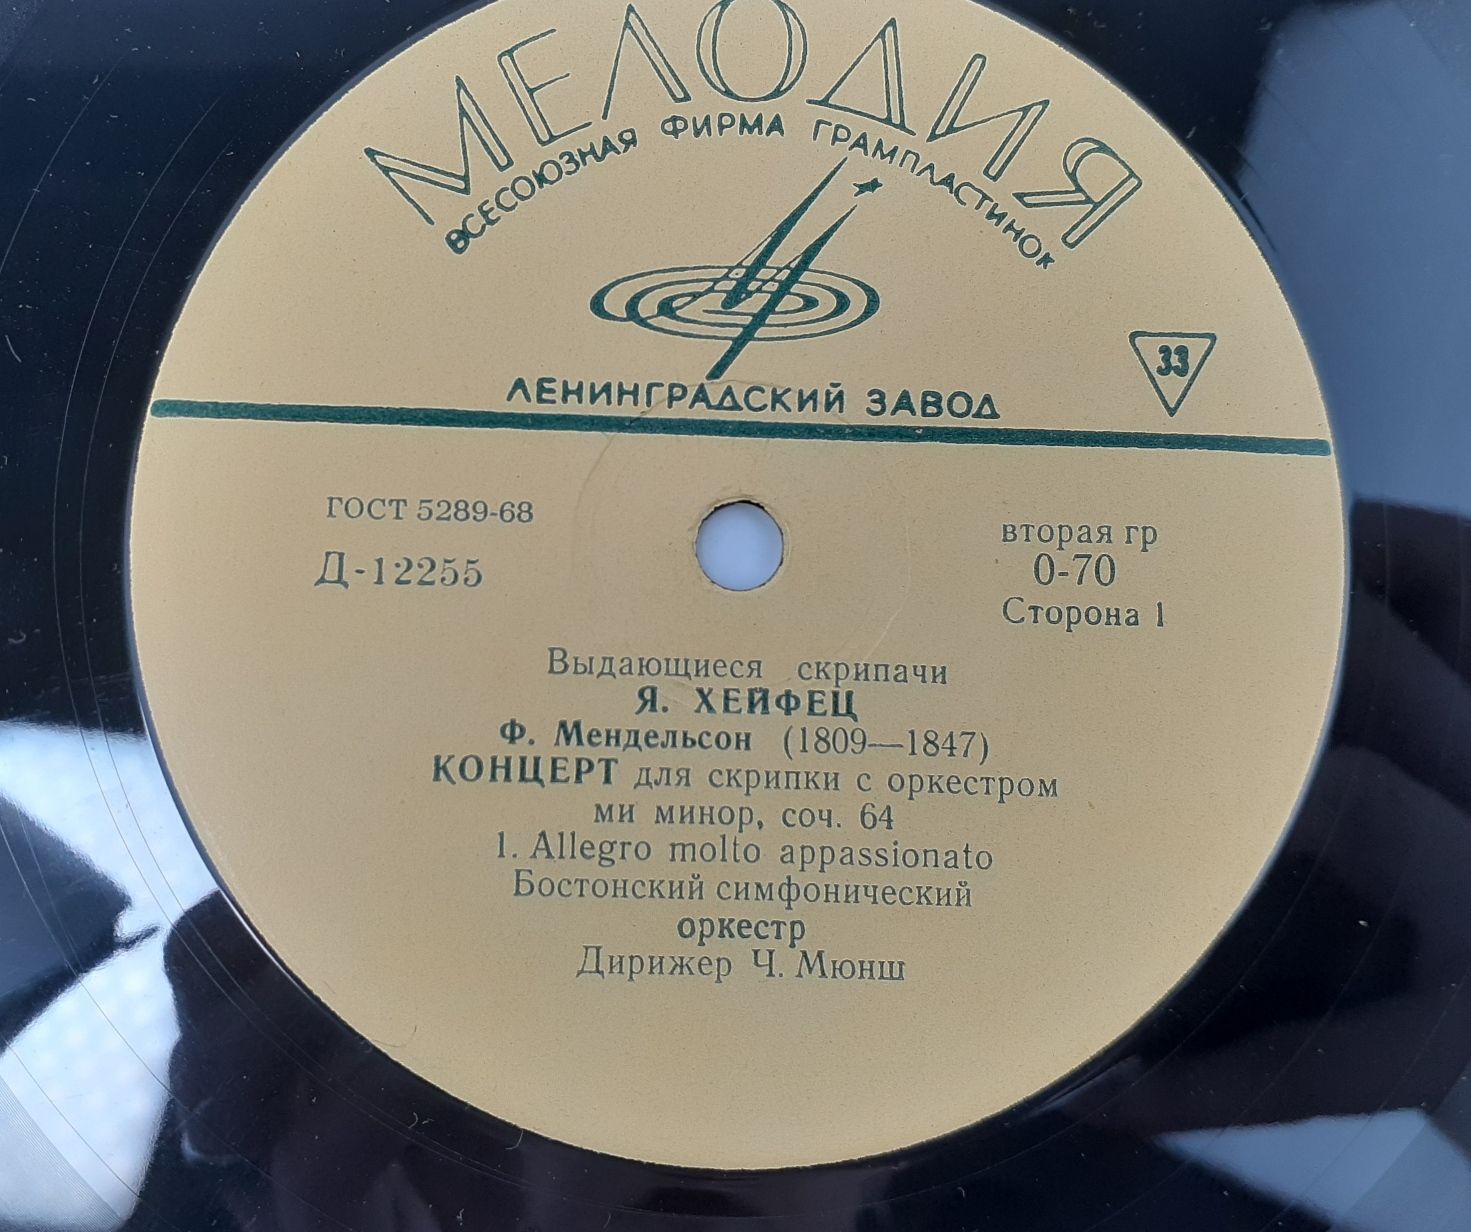 МЕЛОДИЯ
ВСЕСОЮЗНАЯ ФИРМА ГРАМПЛАСТИНОК
33
ЛЕНИНГРАДСКИЙ ЗАВОД
ГОСТ 5289-68
Д-12255
вторая гр
0-70
Сторона 1
Выдающиеся скрипачи
Я. ХЕЙФЕЦ
Ф. Мендельсон (1809—1847)
КОНЦЕРТ для скрипки с оркестром
ми минор, соч. 64
1. Allegro molto appassionato
Бостонский симфонический
оркестр
Дирижер Ч. Мюнш